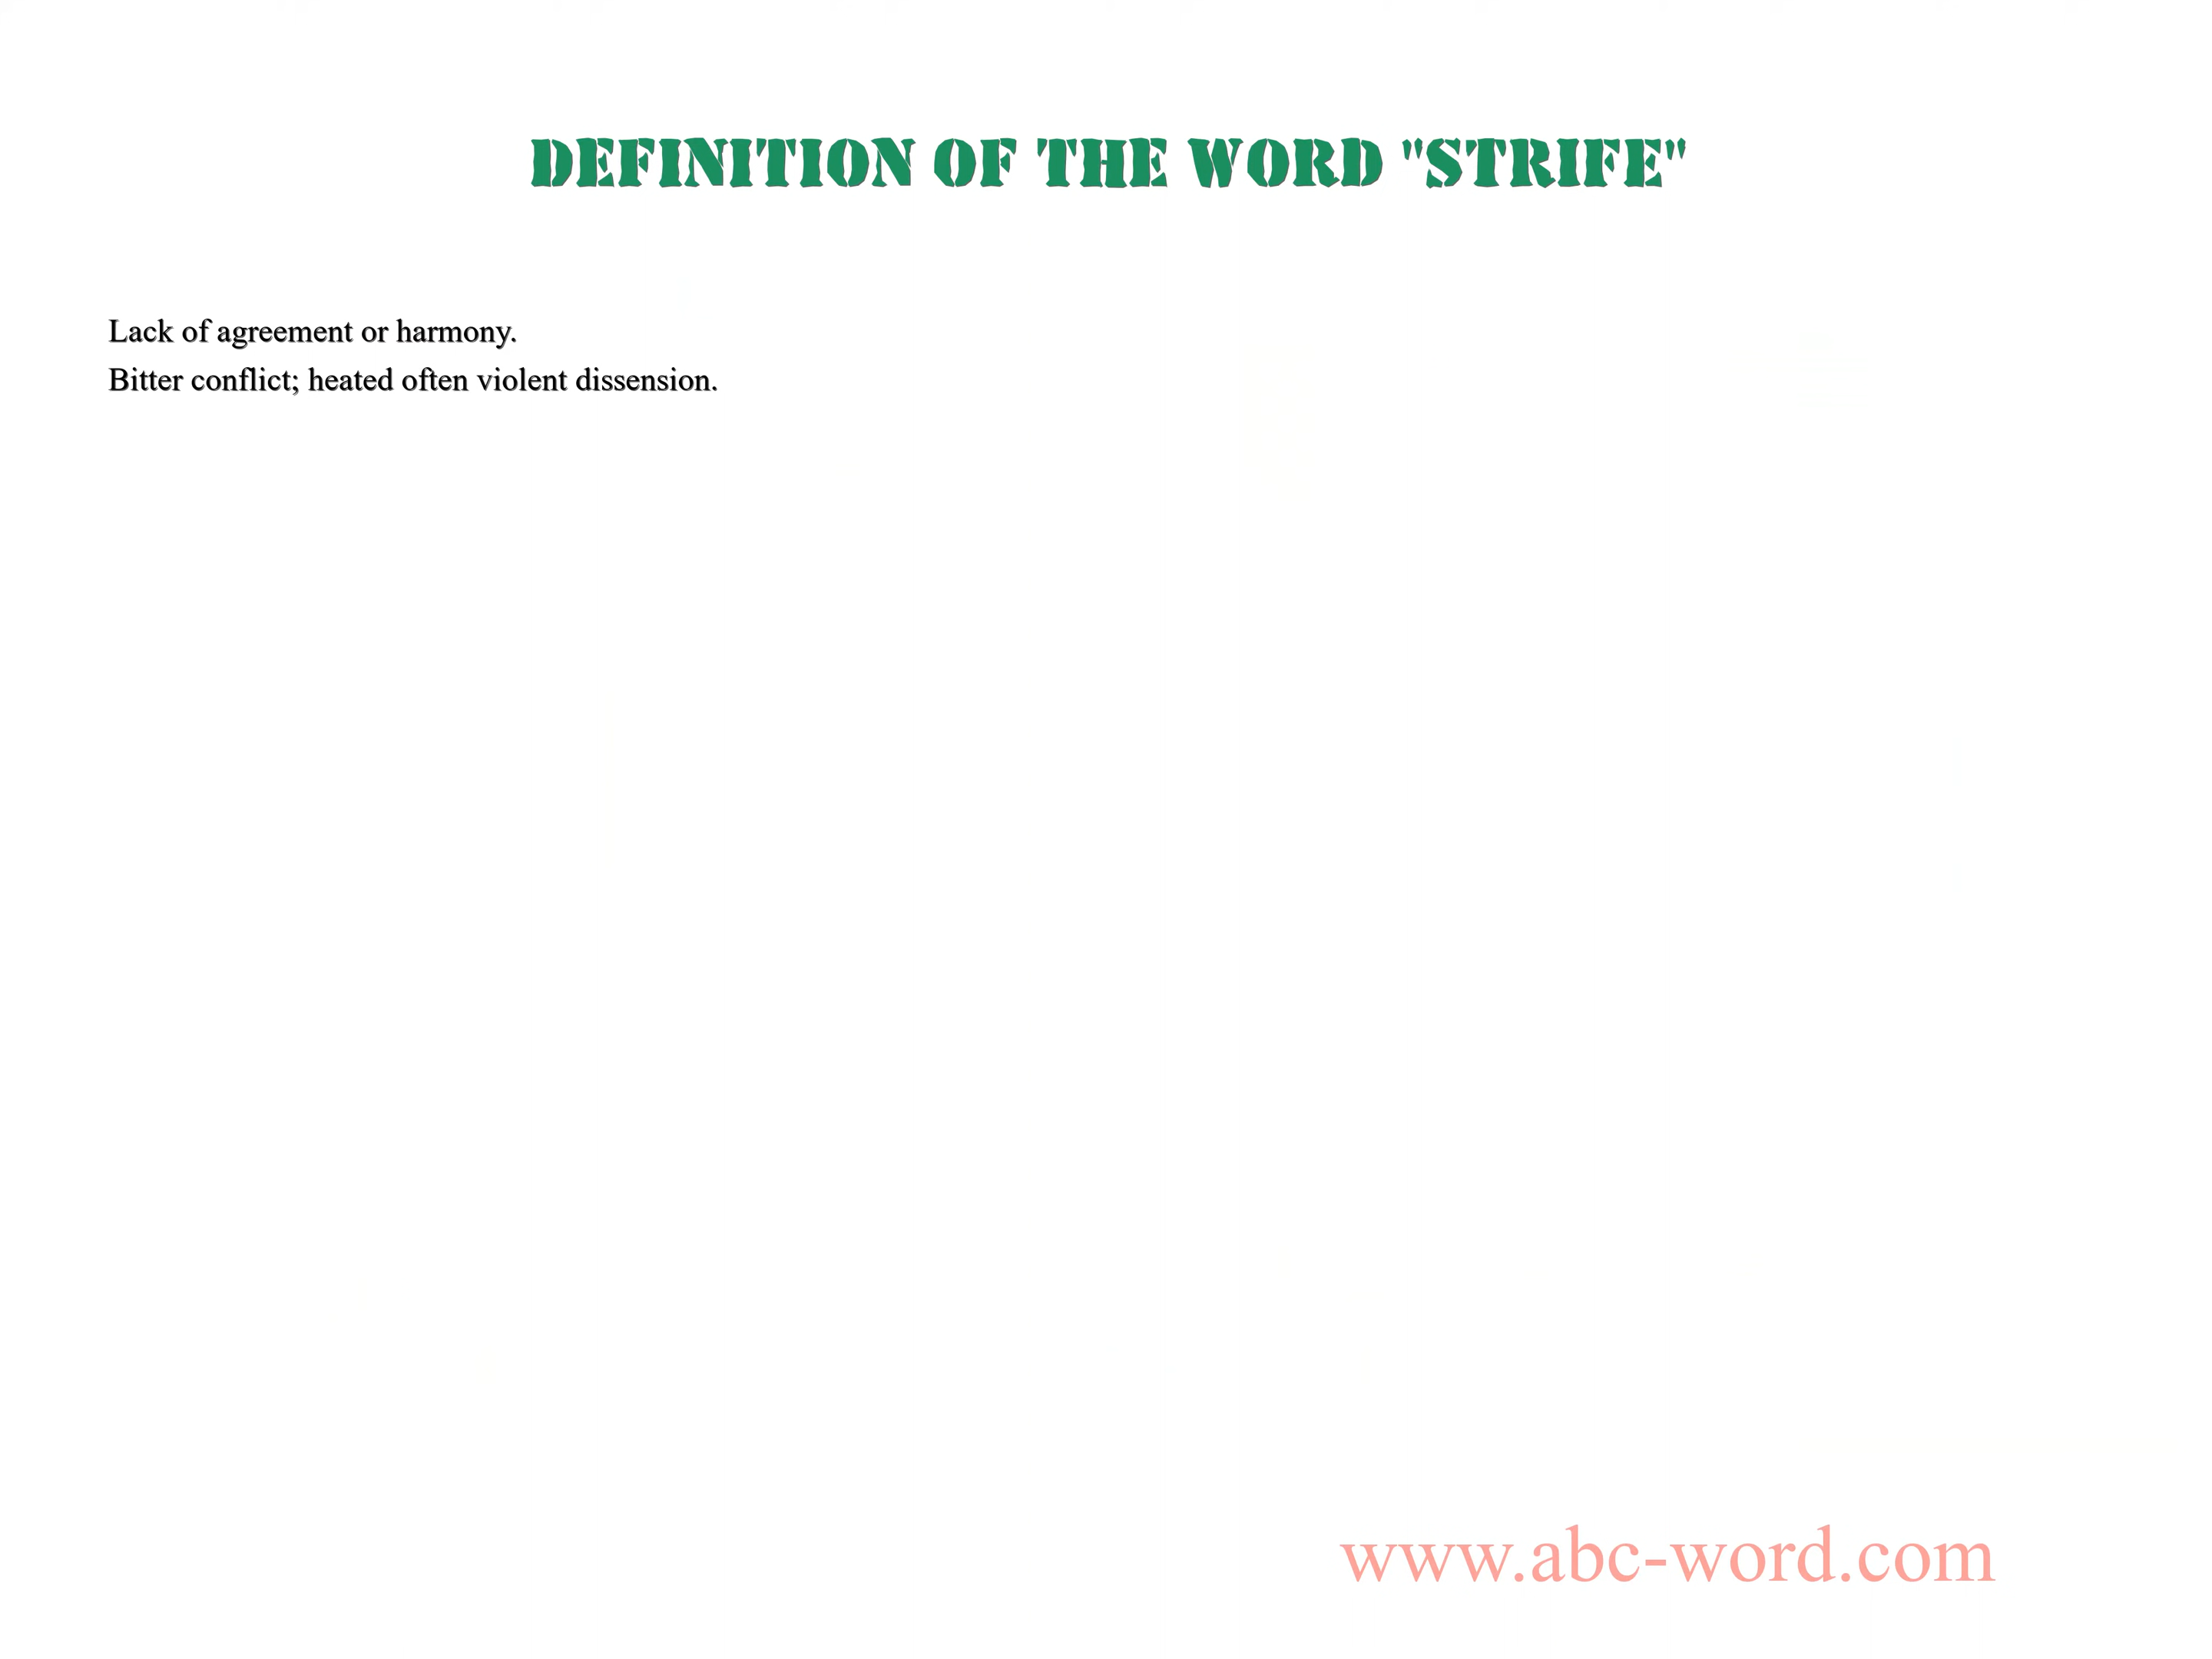 DEFINITION OF THE WORD "STRIFE"
Lack of agreement or harmony.
Bitter conflict; heated often violent dissension.
www.abc-word.com